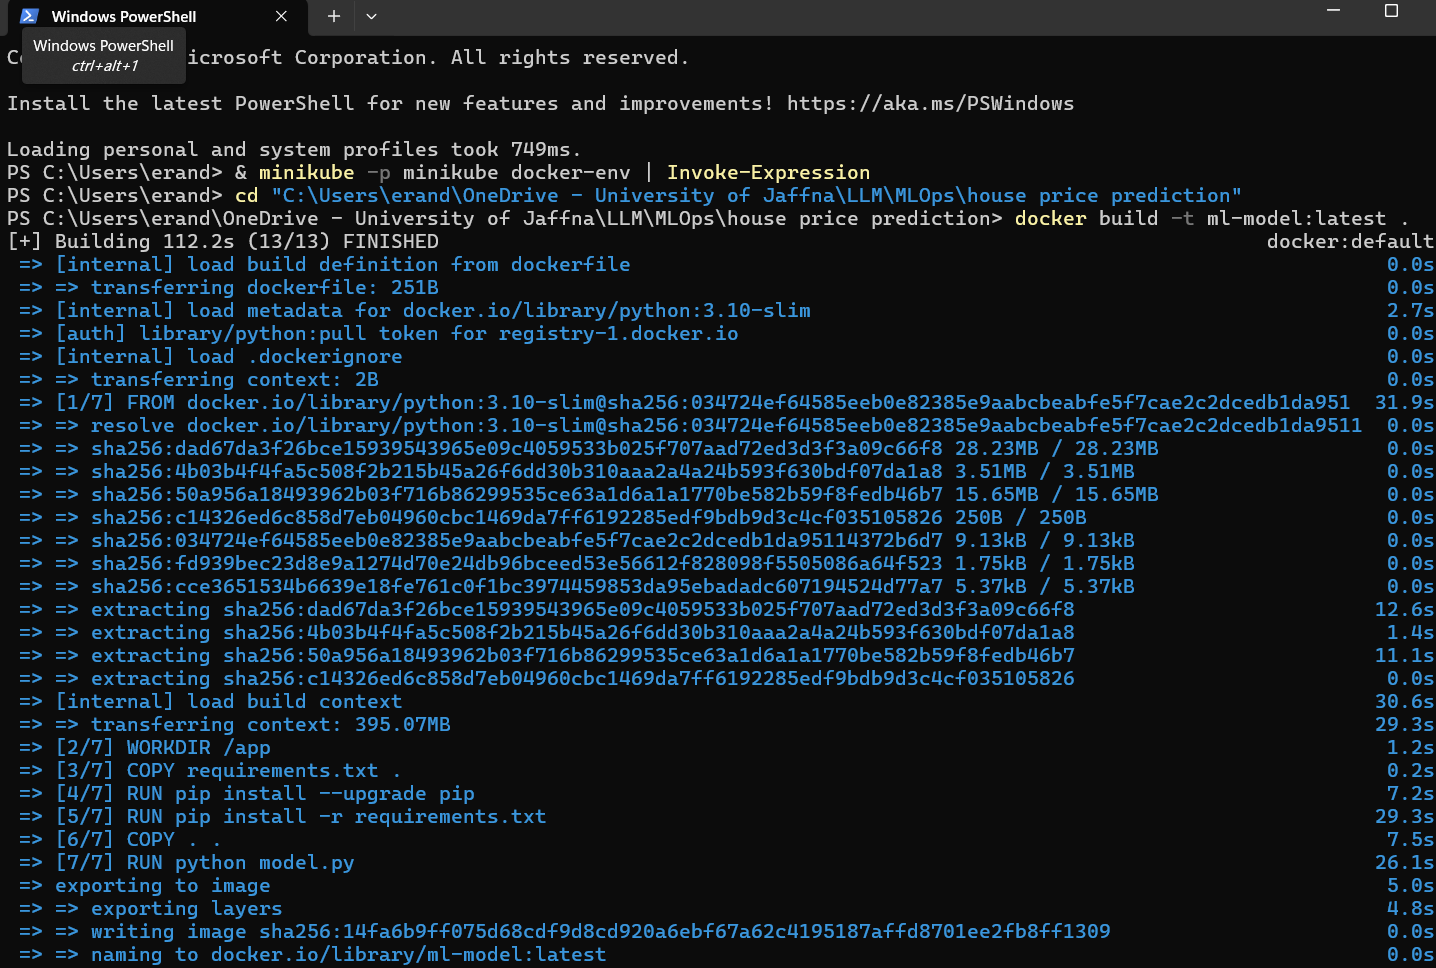 Windows PowerShell
Windows PowerShell
ctrl+alt+1
icrosoft Corporation. All rights reserved.
Install the latest PowerShell for new features and improvements! https://aka.ms/PSWindows
Loading personal and system profiles took 749ms.
PS C:\Users\erand> & minikube -p minikube docker-env | Invoke-Expression
PS C:\Users\erand> cd "C:\Users\erand\OneDrive - University of Jaffna\LLM\MLOps\house price prediction"
PS C:\Users\erand\OneDrive - University of Jaffna\LLM\MLOps\house price prediction> docker build -t ml-model:latest .
[+] Building 112.2s (13/13) FINISHED docker:default
=> [internal] load build definition from dockerfile 0.0s
=> => transferring dockerfile: 251B 0.0s
=> [internal] load metadata for docker.io/library/python:3.10-slim 2.7s
=> [auth] library/python:pull token for registry-1.docker.io 0.0s
=> [internal] load .dockerignore 0.0s
=> => transferring context: 2B 0.0s
=> [1/7] FROM docker.io/library/python:3.10-slim@sha256:034724ef64585eeb0e82385e9aabcbeabfe5f7cae2c2dcedb1da951 31.9s
=> => resolve docker.io/library/python:3.10-slim@sha256:034724ef64585eeb0e82385e9aabcbeabfe5f7cae2c2dcedb1da9511 0.0s
=> => sha256:dad67da3f26bce15939543965e09c4059533b025f707aad72ed3d3f3a09c66f8 28.23MB / 28.23MB 0.0s
=> => sha256:4b03b4f4fa5c508f2b215b45a26f6dd30b310aaa2a4a24b593f630bdf07da1a8 3.51MB / 3.51MB 0.0s
=> => sha256:50a956a18493962b03f716b86299535ce63a1d6a1a1770be582b59f8fedb46b7 15.65MB / 15.65MB 0.0s
=> => sha256:c14326ed6c858d7eb04960cbc1469da7ff6192285edf9bdb9d3c4cf035105826 250B / 250B 0.0s
=> => sha256:034724ef64585eeb0e82385e9aabcbeabfe5f7cae2c2dcedb1da95114372b6d7 9.13kB / 9.13kB 0.0s
=> => sha256:fd939bec23d8e9a1274d70e24db96bceed53e56612f828098f5505086a64f523 1.75kB / 1.75kB 0.0s
=> => sha256:cce3651534b6639e18fe761c0f1bc3974459853da95ebadadc607194524d77a7 5.37kB / 5.37kB 0.0s
=> => extracting sha256:dad67da3f26bce15939543965e09c4059533b025f707aad72ed3d3f3a09c66f8 12.6s
=> => extracting sha256:4b03b4f4fa5c508f2b215b45a26f6dd30b310aaa2a4a24b593f630bdf07da1a8 1.4s
=> => extracting sha256:50a956a18493962b03f716b86299535ce63a1d6a1a1770be582b59f8fedb46b7 11.1s
=> => extracting sha256:c14326ed6c858d7eb04960cbc1469da7ff6192285edf9bdb9d3c4cf035105826 0.0s
=> [internal] load build context 30.6s
=> => transferring context: 395.07MB 29.3s
=> [2/7] WORKDIR /app 1.2s
=> [3/7] COPY requirements.txt . 0.2s
=> [4/7] RUN pip install --upgrade pip 7.2s
=> [5/7] RUN pip install -r requirements.txt 29.3s
=> [6/7] COPY . . 7.5s
=> [7/7] RUN python model.py 26.1s
=> exporting to image 5.0s
=> => exporting layers 4.8s
=> => writing image sha256:14fa6b9ff075d68cdf9d8cd920a6ebf67a62c4195187affd8701ee2fb8ff1309 0.0s
=> => naming to docker.io/library/ml-model:latest 0.0s